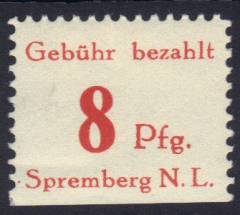 Gebühr bezahlt
8 Pfg.
Spremberg N. L.